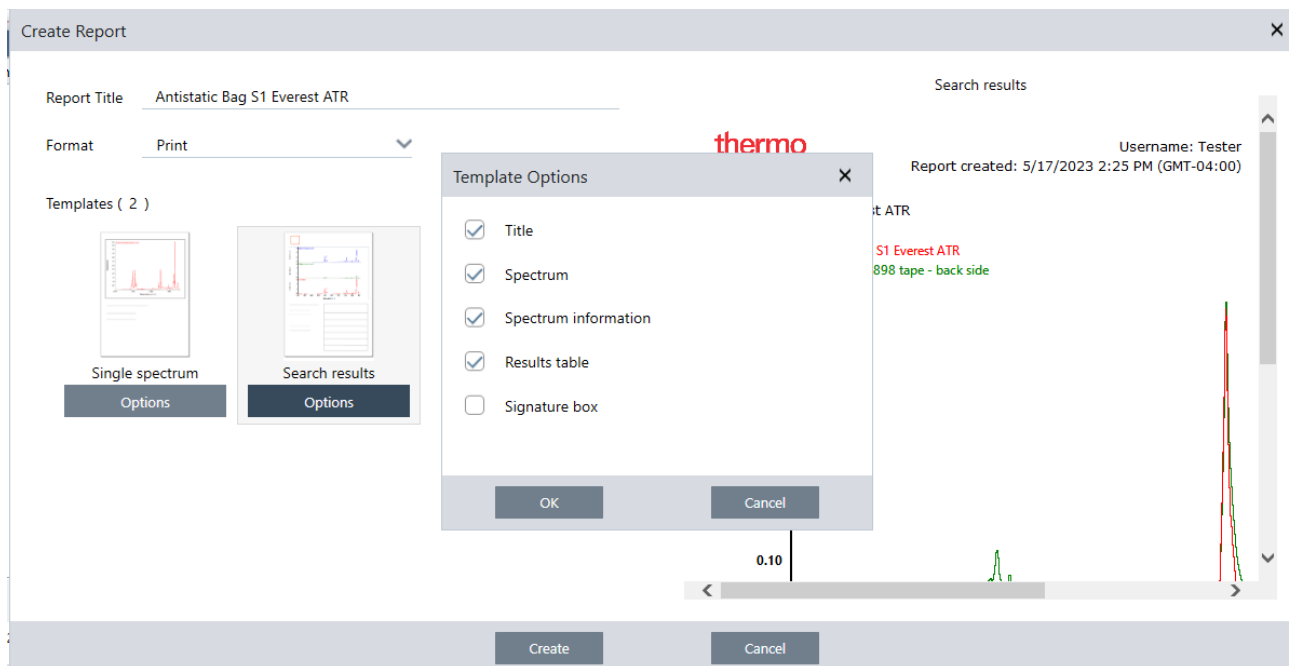 Create Report
Report Title Antistatic Bag S1 Everest ATR
Format Print
Templates ( 2 )
Single spectrum
Options
Search results
Options
Search results
thermo
Username: Tester
Report created: 5/17/2023 2:25 PM (GMT-04:00)
ATR
S1 Everest ATR
898 tape - back side
0.10
Template Options
Title
Spectrum
Spectrum information
Results table
Signature box
OK Cancel
Create Cancel